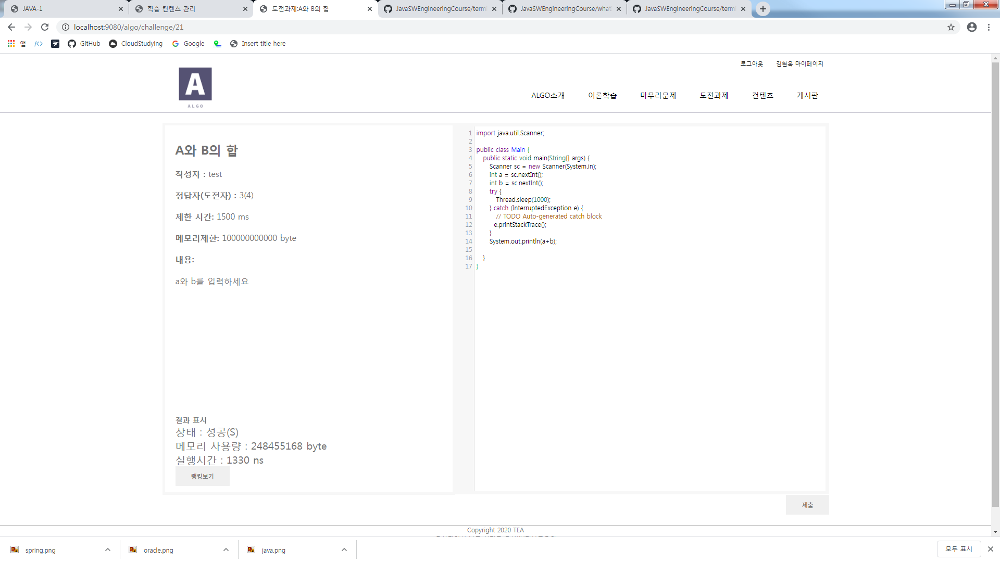 JAVA-1
학습 컨텐츠 관리
도전과제:A와 B의 합
JavaSWEngineeringCourse/termi
JavaSWEngineeringCourse/what
JavaSWEngineeringCourse/termi
localhost:9080/algo/challenge/21
앱
GitHub
CloudStudying
Google
Insert title here
로그아웃 김현욱 마이페이지
A
ALGO
ALGO소개 이론학습 마무리문제 도전과제 컨텐츠 게시판
A와 B의 합
작성자 : test
정답자(도전자) : 3(4)
제한 시간: 1500 ms
메모리제한: 100000000000 byte
내용:
a와 b를 입력하세요
결과 표시
상태 : 성공(S)
메모리 사용량 : 248455168 byte
실행시간 : 1330 ns
랭킹보기
1 import java.util.Scanner;
2
3 public class Main {
4 public static void main(String[] args) {
5 Scanner sc = new Scanner(System.in);
6 int a = sc.nextInt();
7 int b = sc.nextInt();
8 try {
9 Thread.sleep(1000);
10 } catch (InterruptedException e) {
11 // TODO Auto-generated catch block
12 e.printStackTrace();
13 }
14 System.out.println(a+b);
15
16 }
17 }
제출
Copyright 2020 TEA
spring.png
oracle.png
java.png
모두 표시